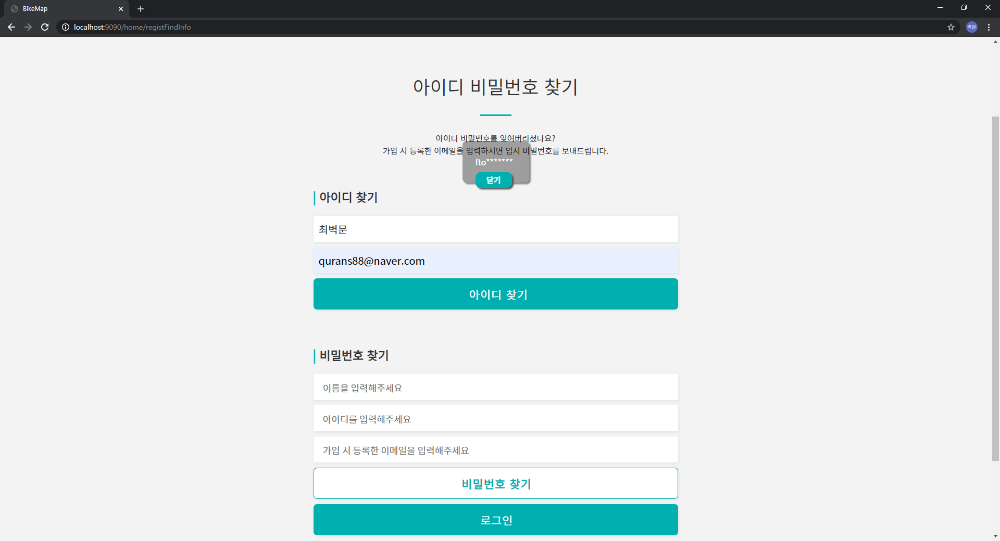 BikeMap
localhost:9090/home/registFindInfo
벽문
아이디 비밀번호 찾기
아이디 비밀번호를 잊어버리셨나요?
가입 시 등록한 이메일을 입력하시면 임시 비밀번호를 보내드립니다.
fto*******
닫기
아이디 찾기
최벽문
qurans88@naver.com
아이디 찾기
비밀번호 찾기
이름을 입력해주세요
아이디를 입력해주세요
가입 시 등록한 이메일을 입력해주세요
비밀번호 찾기
로그인